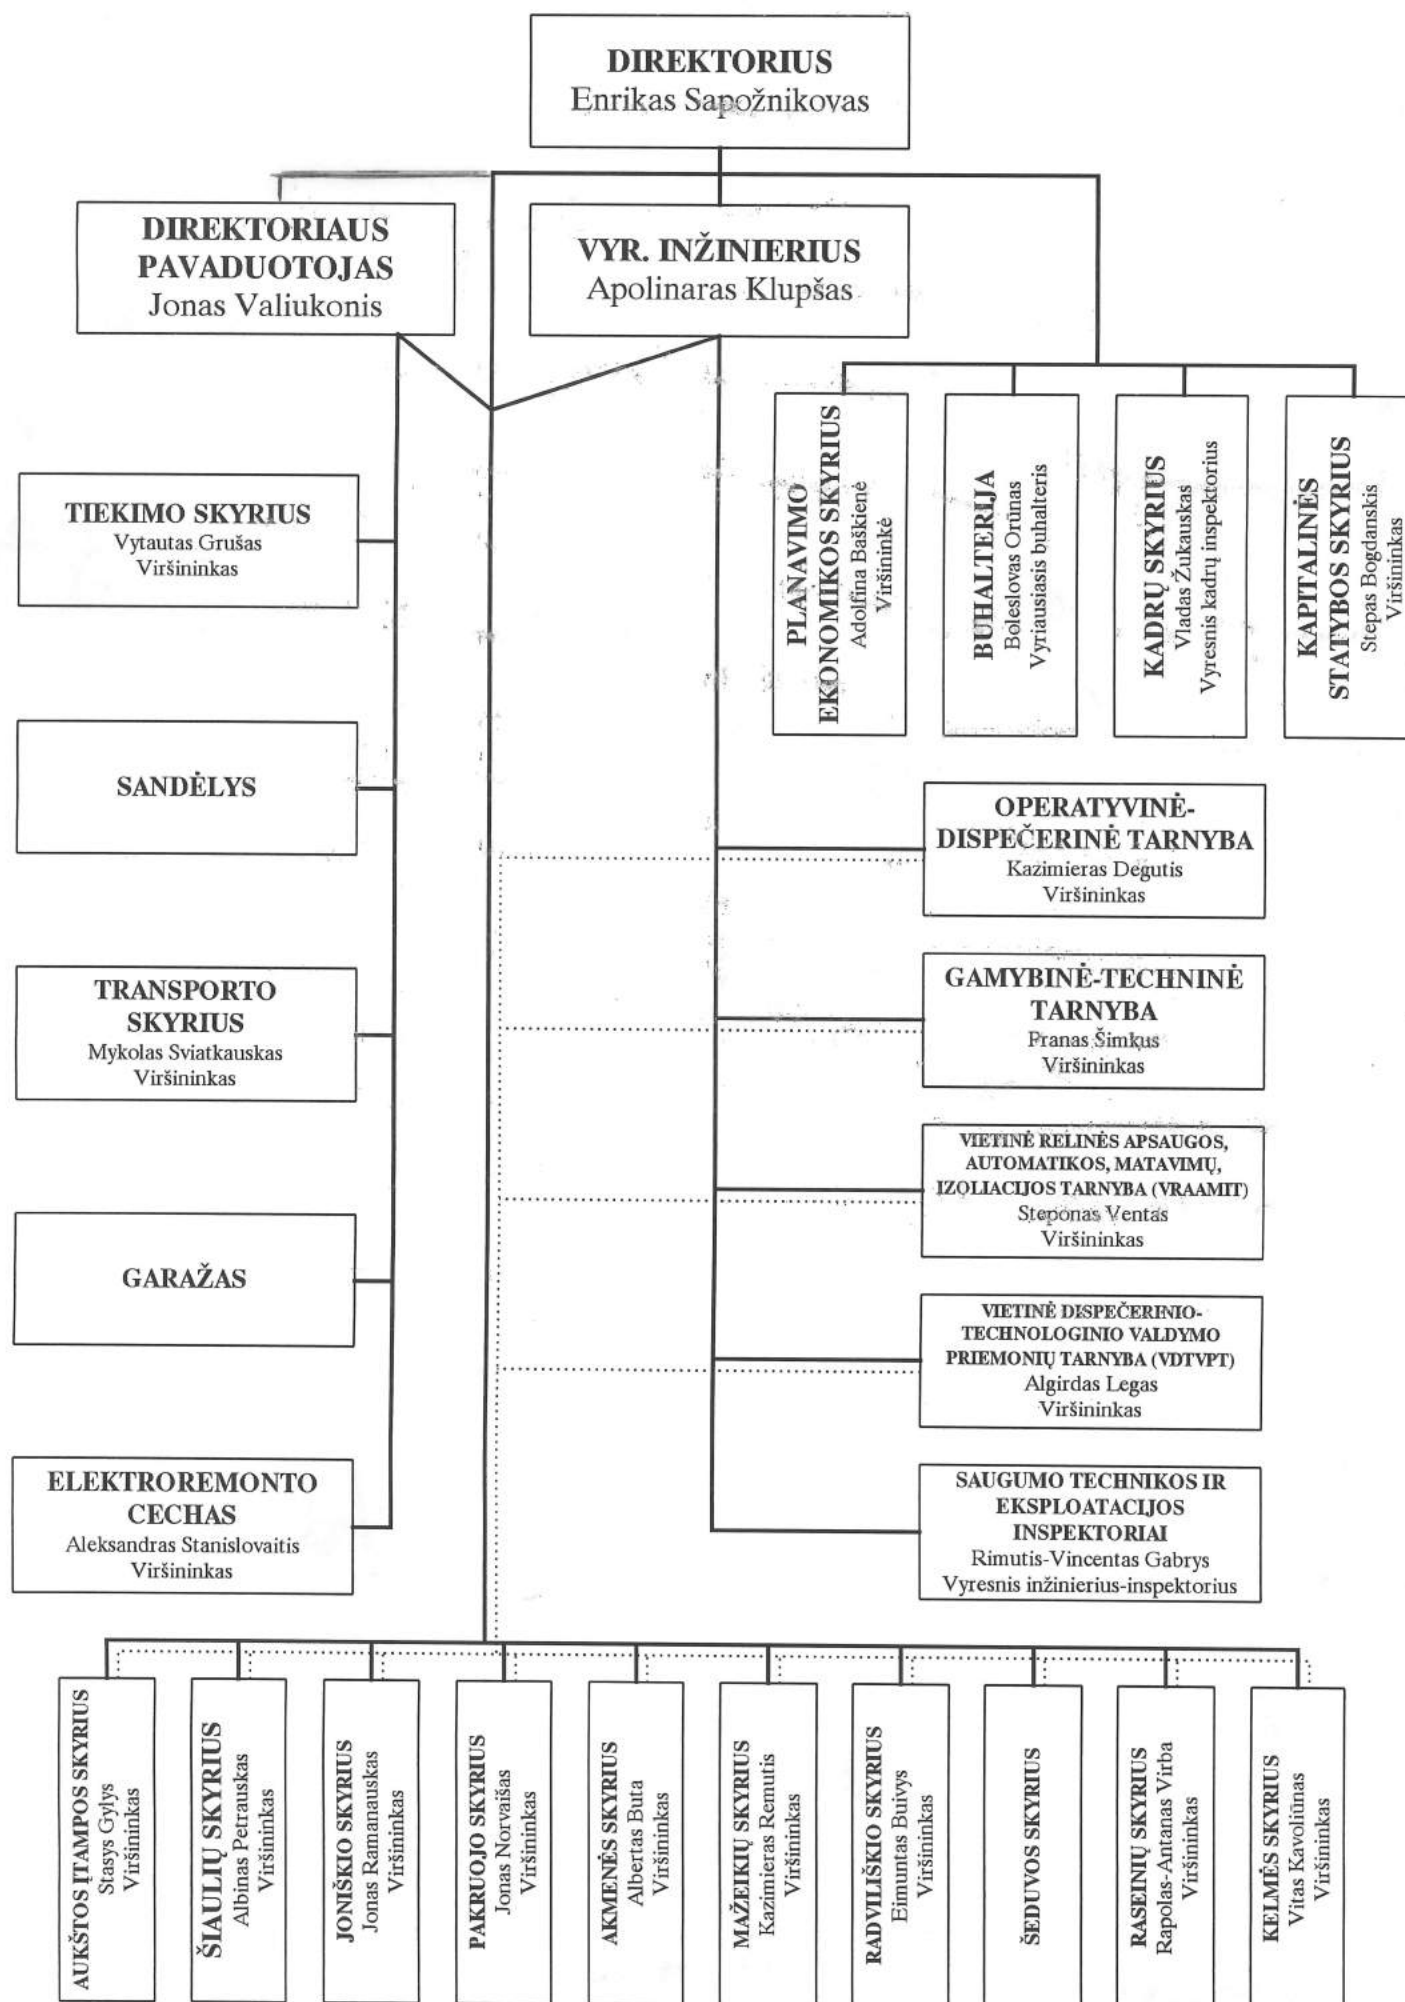 DIREKTORIUS
Enrikas Sapožnikovas
DIREKTORIAUS
PAVADUOTOJAS
Jonas Valiukonis
VYR. INŽINIERIUS
Apolinaras Klupšas
PLANAVIMO
EKONOMIKOS SKYRIUS
Adolfina Baškienė
Viršininkė
BUHALTERIJA
Boleslovas Orūnas
Vyriausiasis buhalteris
KADRŲ SKYRIUS
Vladas Žukauskas
Vyresnis kadrų inspektorius
KAPITALINĖS
STATYBOS SKYRIUS
Stepas Bogdanskis
Viršininkas
TIEKIMO SKYRIUS
Vytautas Grušas
Viršininkas
SANDĖLYS
TRANSPORTO
SKYRIUS
Mykolas Sviatkauskas
Viršininkas
GARAŽAS
ELEKTROREMONTO
CECHAS
Aleksandras Stanislovaitis
Viršininkas
OPERATYVINĖ-
DISPEČERINĖ TARNYBA
Kazimieras Degutis
Viršininkas
GAMYBINĖ-TECHNINĖ
TARNYBA
Pranas Šimkus
Viršininkas
VIETINĖ RELINĖS APSAUGOS,
AUTOMATIKOS, MATAVIMŲ,
IZOLIACIJOS TARNYBA (VRAAMIT)
Steponas Ventas
Viršininkas
VIETINĖ DISPEČERINIO-
TECHNOLOGINIO VALDYMO
PRIEMONIŲ TARNYBA (VDTVPT)
Algirdas Legas
Viršininkas
SAUGUMO TECHNIKOS IR
EKSPLOATACIJOS
INSPEKTORIAI
Rimutis-Vincentas Gabrys
Vyresnis inžinierius-inspektorius
AUKŠTOS ĮTAMPOS SKYRIUS
Stasys Gylys
Viršininkas
ŠIAULIŲ SKYRIUS
Albinas Petrauskas
Viršininkas
JONIŠKIO SKYRIUS
Jonas Ramanauskas
Viršininkas
PAKRUOJO SKYRIUS
Jonas Norvaišas
Viršininkas
AKMENĖS SKYRIUS
Albertas Buta
Viršininkas
MAŽEIKIŲ SKYRIUS
Kazimieras Remutis
Viršininkas
RADVILIŠKIO SKYRIUS
Eimuntas Buivys
Viršininkas
ŠEDUVOS SKYRIUS
RASEINIŲ SKYRIUS
Rapolas-Antanas Virba
Viršininkas
KELMĖS SKYRIUS
Vitas Kavoliūnas
Viršininkas